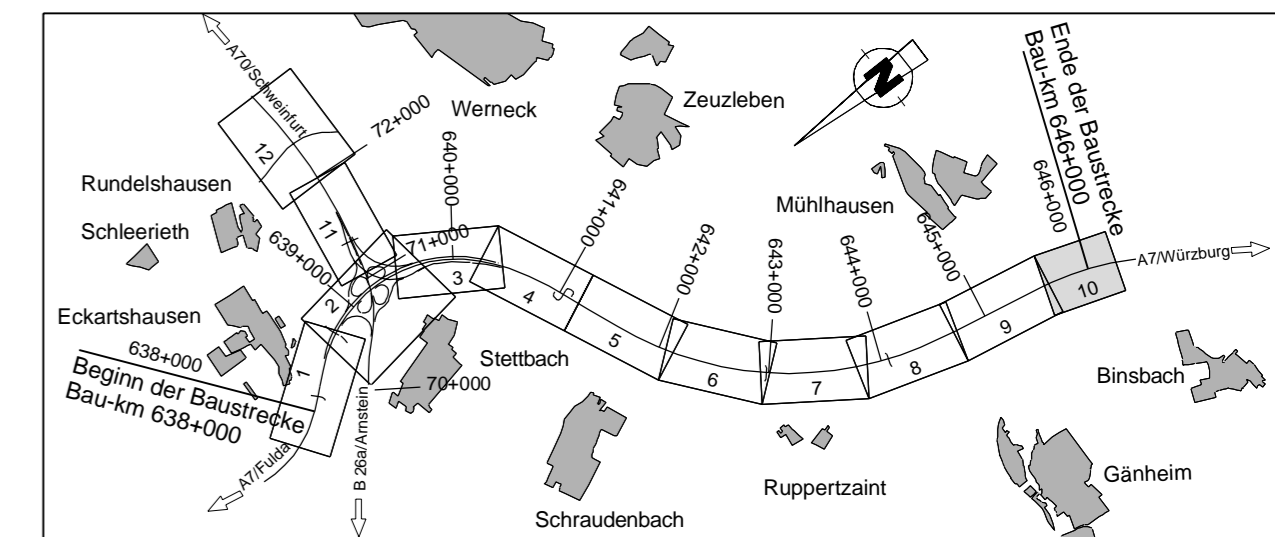 A70/Schweinfurt
Werneck
Zeuzleben
N
Ende der Baustrecke
Bau-km 646+000
72+000
12
640+000
641+000
646+000
Rundelshausen
Mühlhausen
645+000
Schleerieth
11
71+000
639+000
642+000
643+000
644+000
A7/Würzburg
3
4
10
Eckartshausen
2
9
638+000
Stettbach
5
8
Beginn der Baustrecke
Bau-km 638+000
1
70+000
6
7
Binsbach
A7/Fulda
B 26a/Arnstein
Gänheim
Ruppertzaint
Schraudenbach